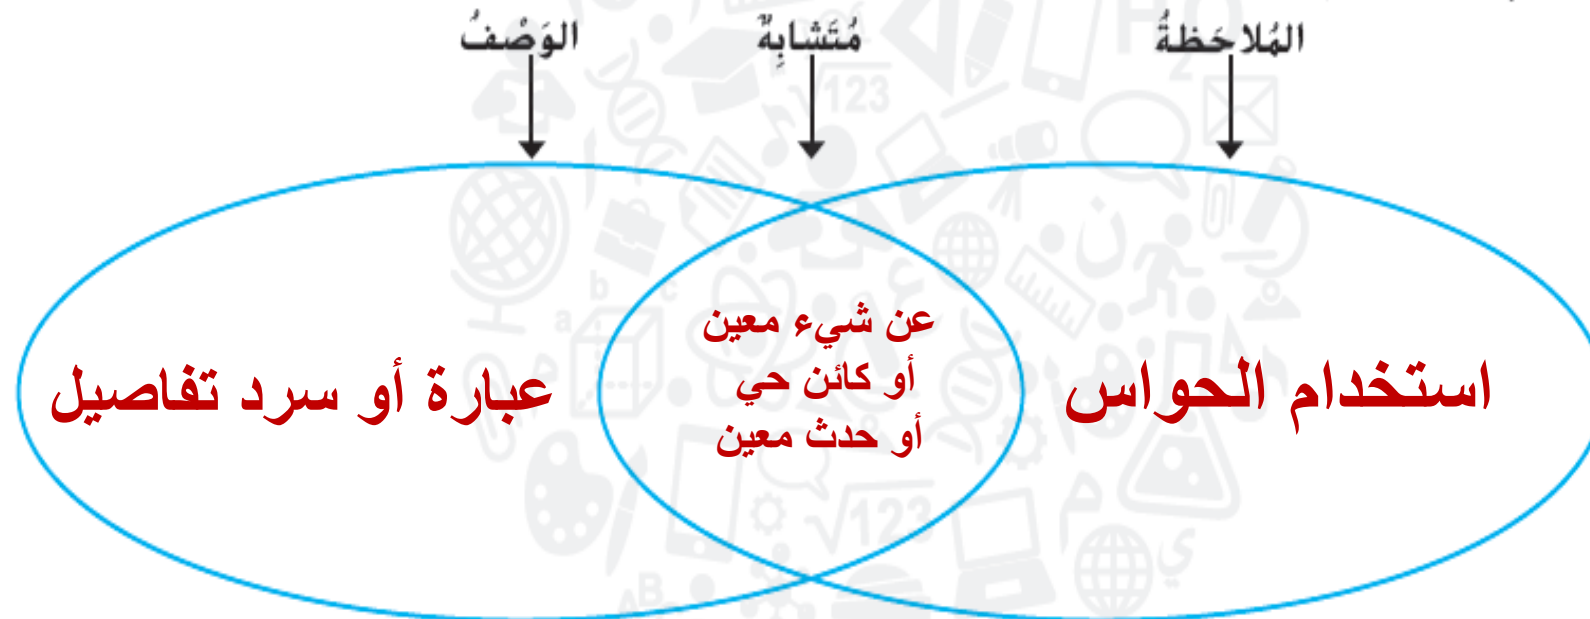 المُلاحَظةُ
مُتَشابِهٌ
الوَصْفُ
استخدام الحواس
عن شيء معين
أو كائن حي
أو حدث معين
عبارة أو سرد تفاصيل